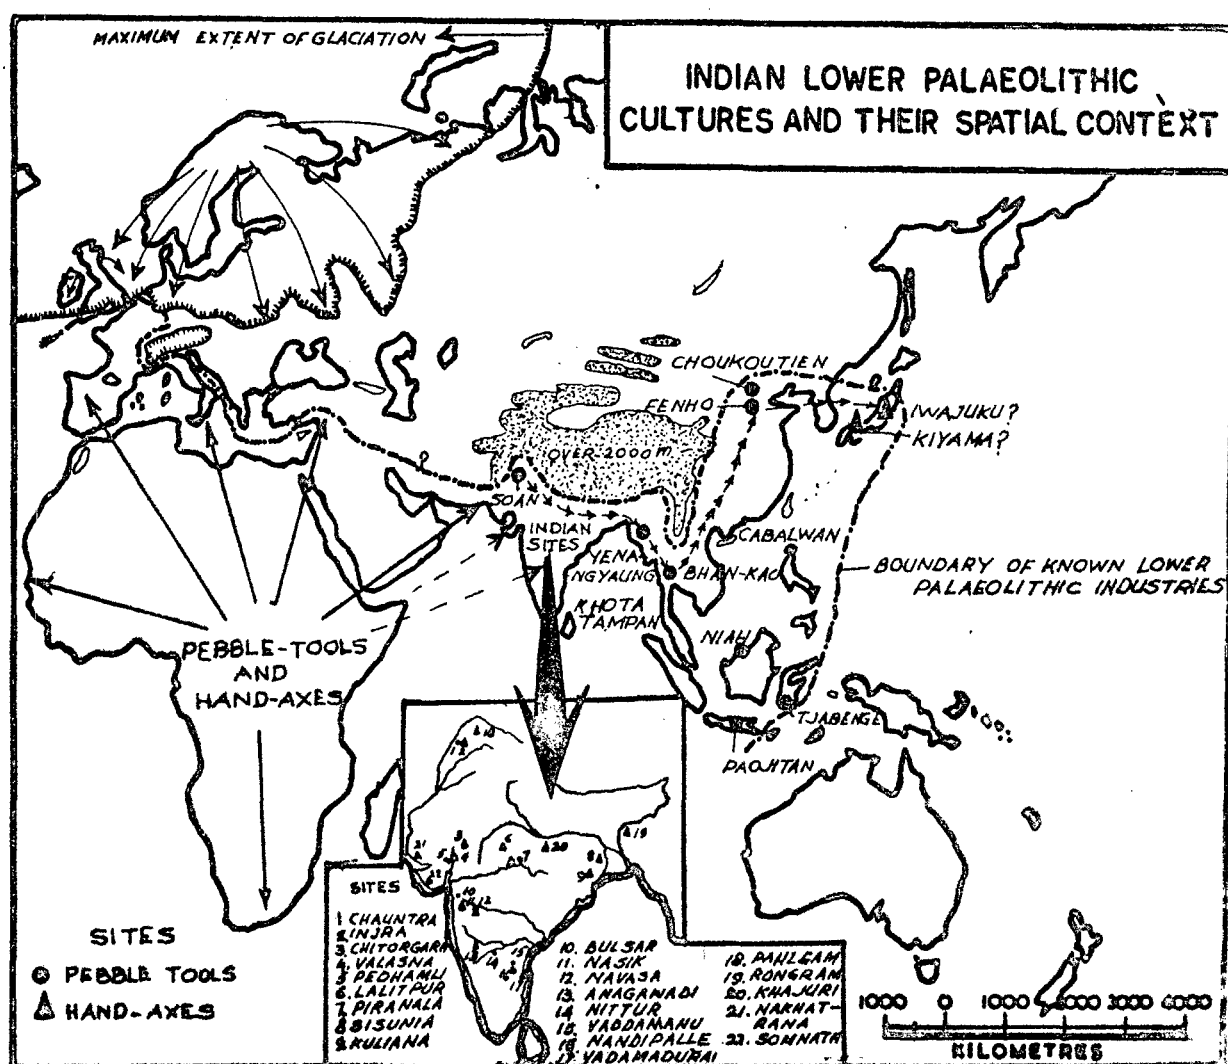 MAXIMUM EXTENT OF GLACIATION
INDIAN LOWER PALAEOLITHIC
CULTURES AND THEIR SPATIAL CONTEXT
CHOUKOUTIEN
FENHO
?
IWAJUKU?
KIYAMA?
OVER 2000 m
?
?
SOAN
INDIAN
SITES
YENA-
NGYAUNG
BHAN-KAO
CABALWAN
BOUNDARY OF KNOWN LOWER
PALAEOLITHIC INDUSTRIES
KHOTA
TAMPAN
NIAH
TJABENGE
PADJITAN
PEBBLE-TOOLS
AND
HAND-AXES
SITES
PEBBLE TOOLS
HAND-AXES
SITES
1 CHAUNTRA
2. INJRA
3. CHITORGARH
4. VALASNA
5 PEDHAMLI
6. LALITPUR
7. PIRANALA
8. BISUNIA
9. KULIANA
10. BULSAR
11. NASIK
12 NAVASA
13. ANAGAWADI
14 NITTUR
15. VADDAMANU
16 NANDIPALLE
17. VADAMADURAI
18. PAHLGAM
19. RONGRAM
20. KHAJURI
21. NAKHAT-
RANA
22. SOMNATH
1000 0 1000 2000 3000 4000
KILOMETRES